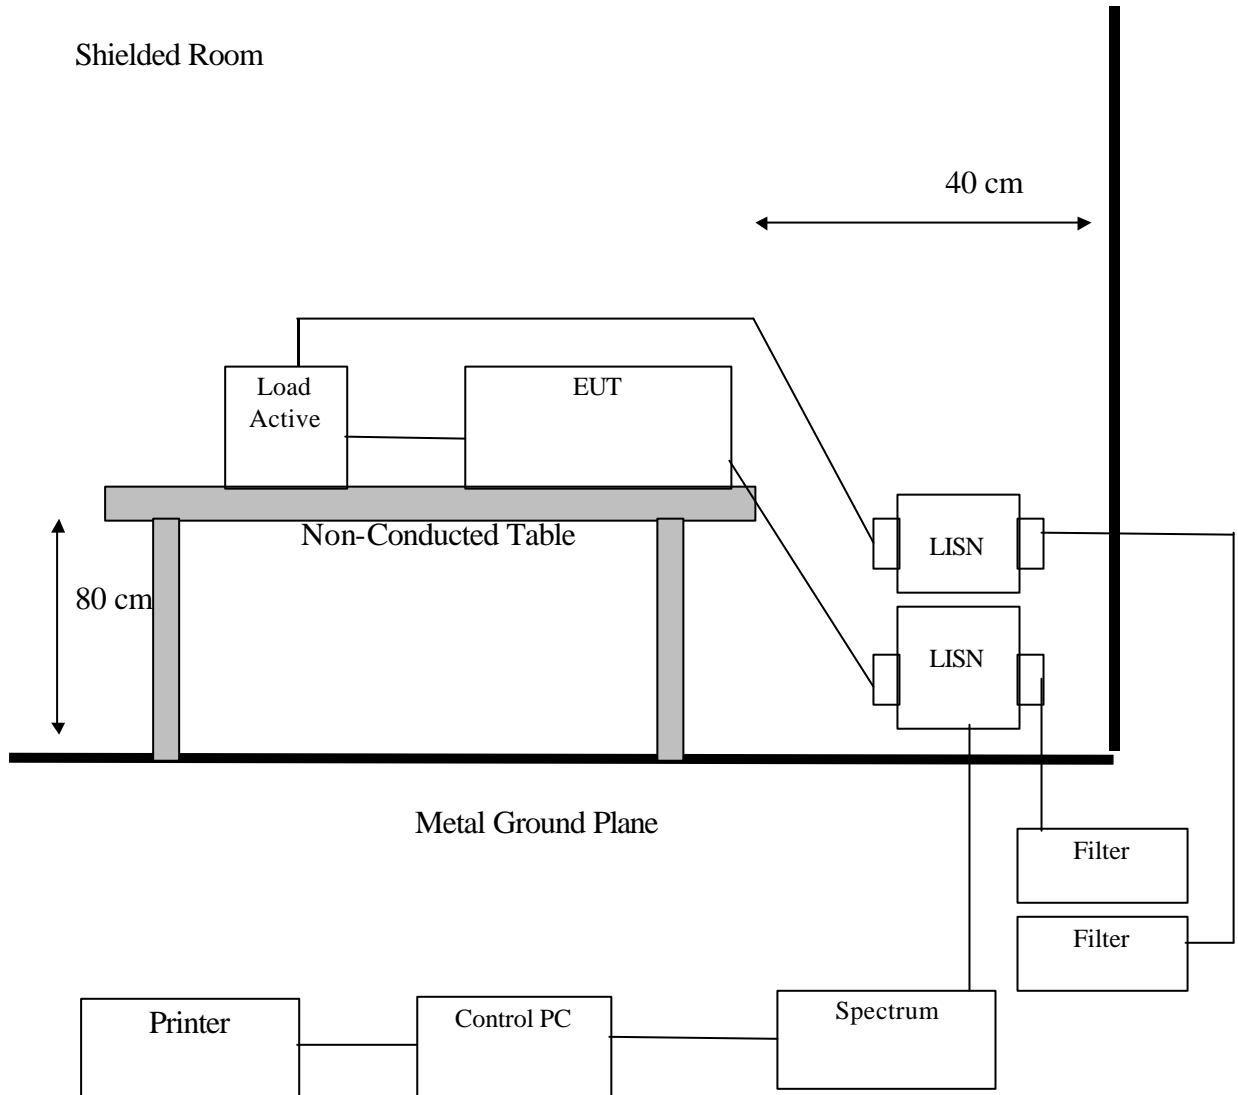 Shielded Room
40 cm
Load
Active
EUT
Non-Conducted Table
LISN
80 cm
LISN
Metal Ground Plane
Filter
Filter
Printer
Control PC
Spectrum